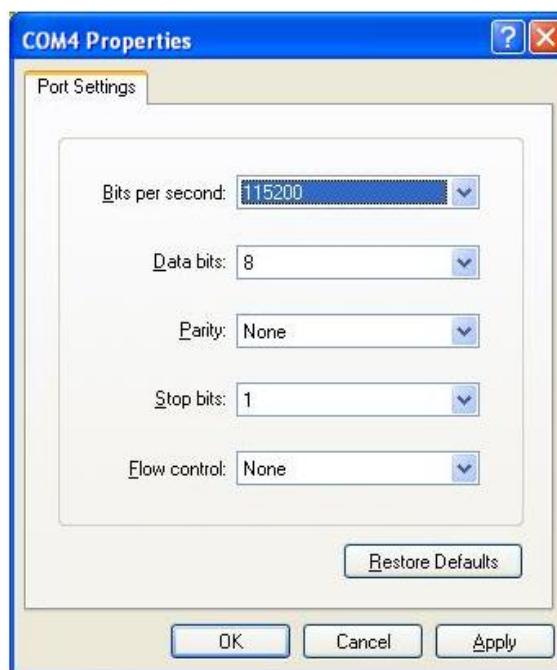 COM4 Properties
Port Settings
Bits per second: 115200
Data bits: 8
Parity: None
Stop bits: 1
Flow control: None
Restore Defaults
OK Cancel Apply